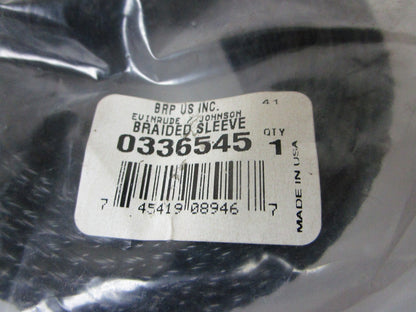 BRP US INC. 41
EVINRUDE / JOHNSON
BRAIDED SLEEVE QTY
0336545 1
MADE IN USA
7 45419 08946 7